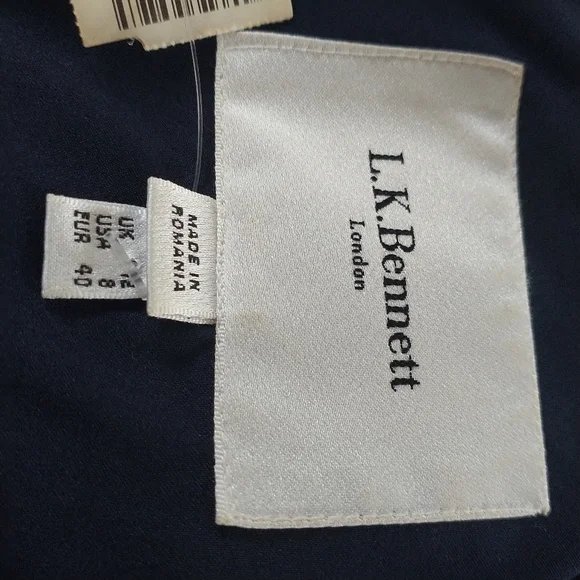 L.K.Bennett
London
MADE IN
ROMANIA
UK
USA 8
EUR 40